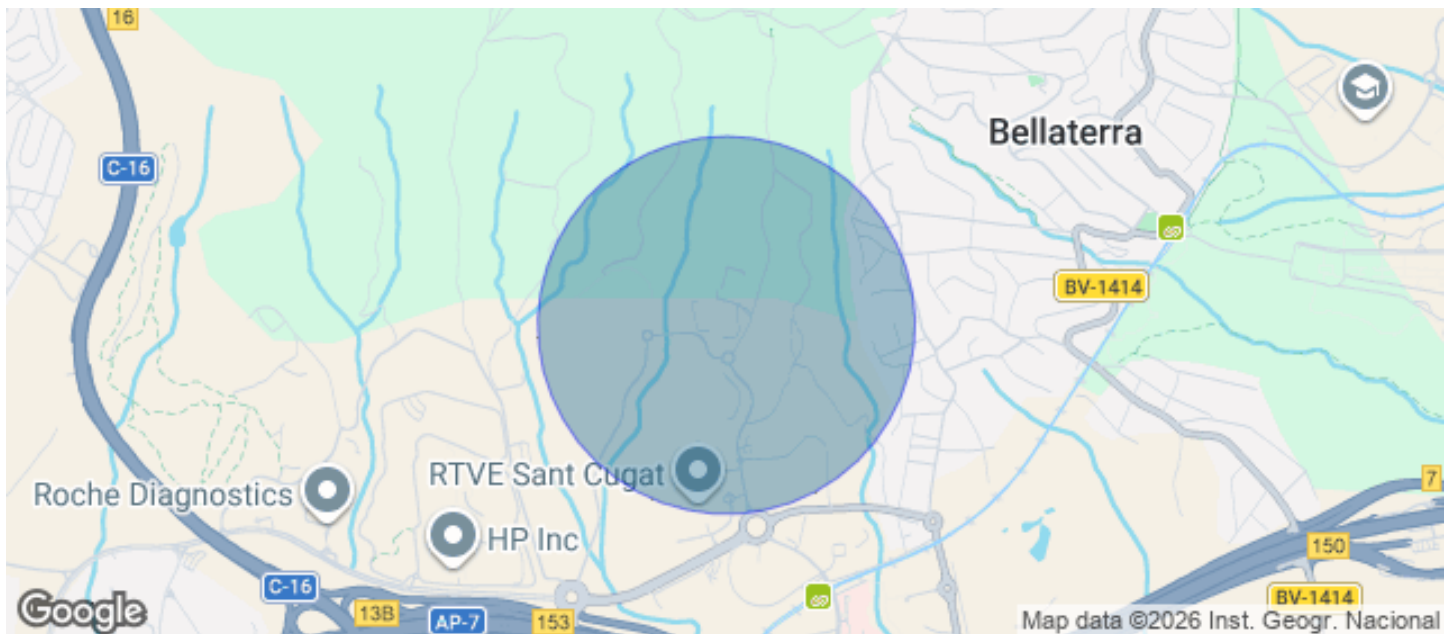 16
C-16
Bellaterra
BV-1414
RTVE Sant Cugat
Roche Diagnostics
HP Inc
7
150
C-16
13B
AP-7
153
BV-1414
Google
Map data ©2026 Inst. Geogr. Nacional